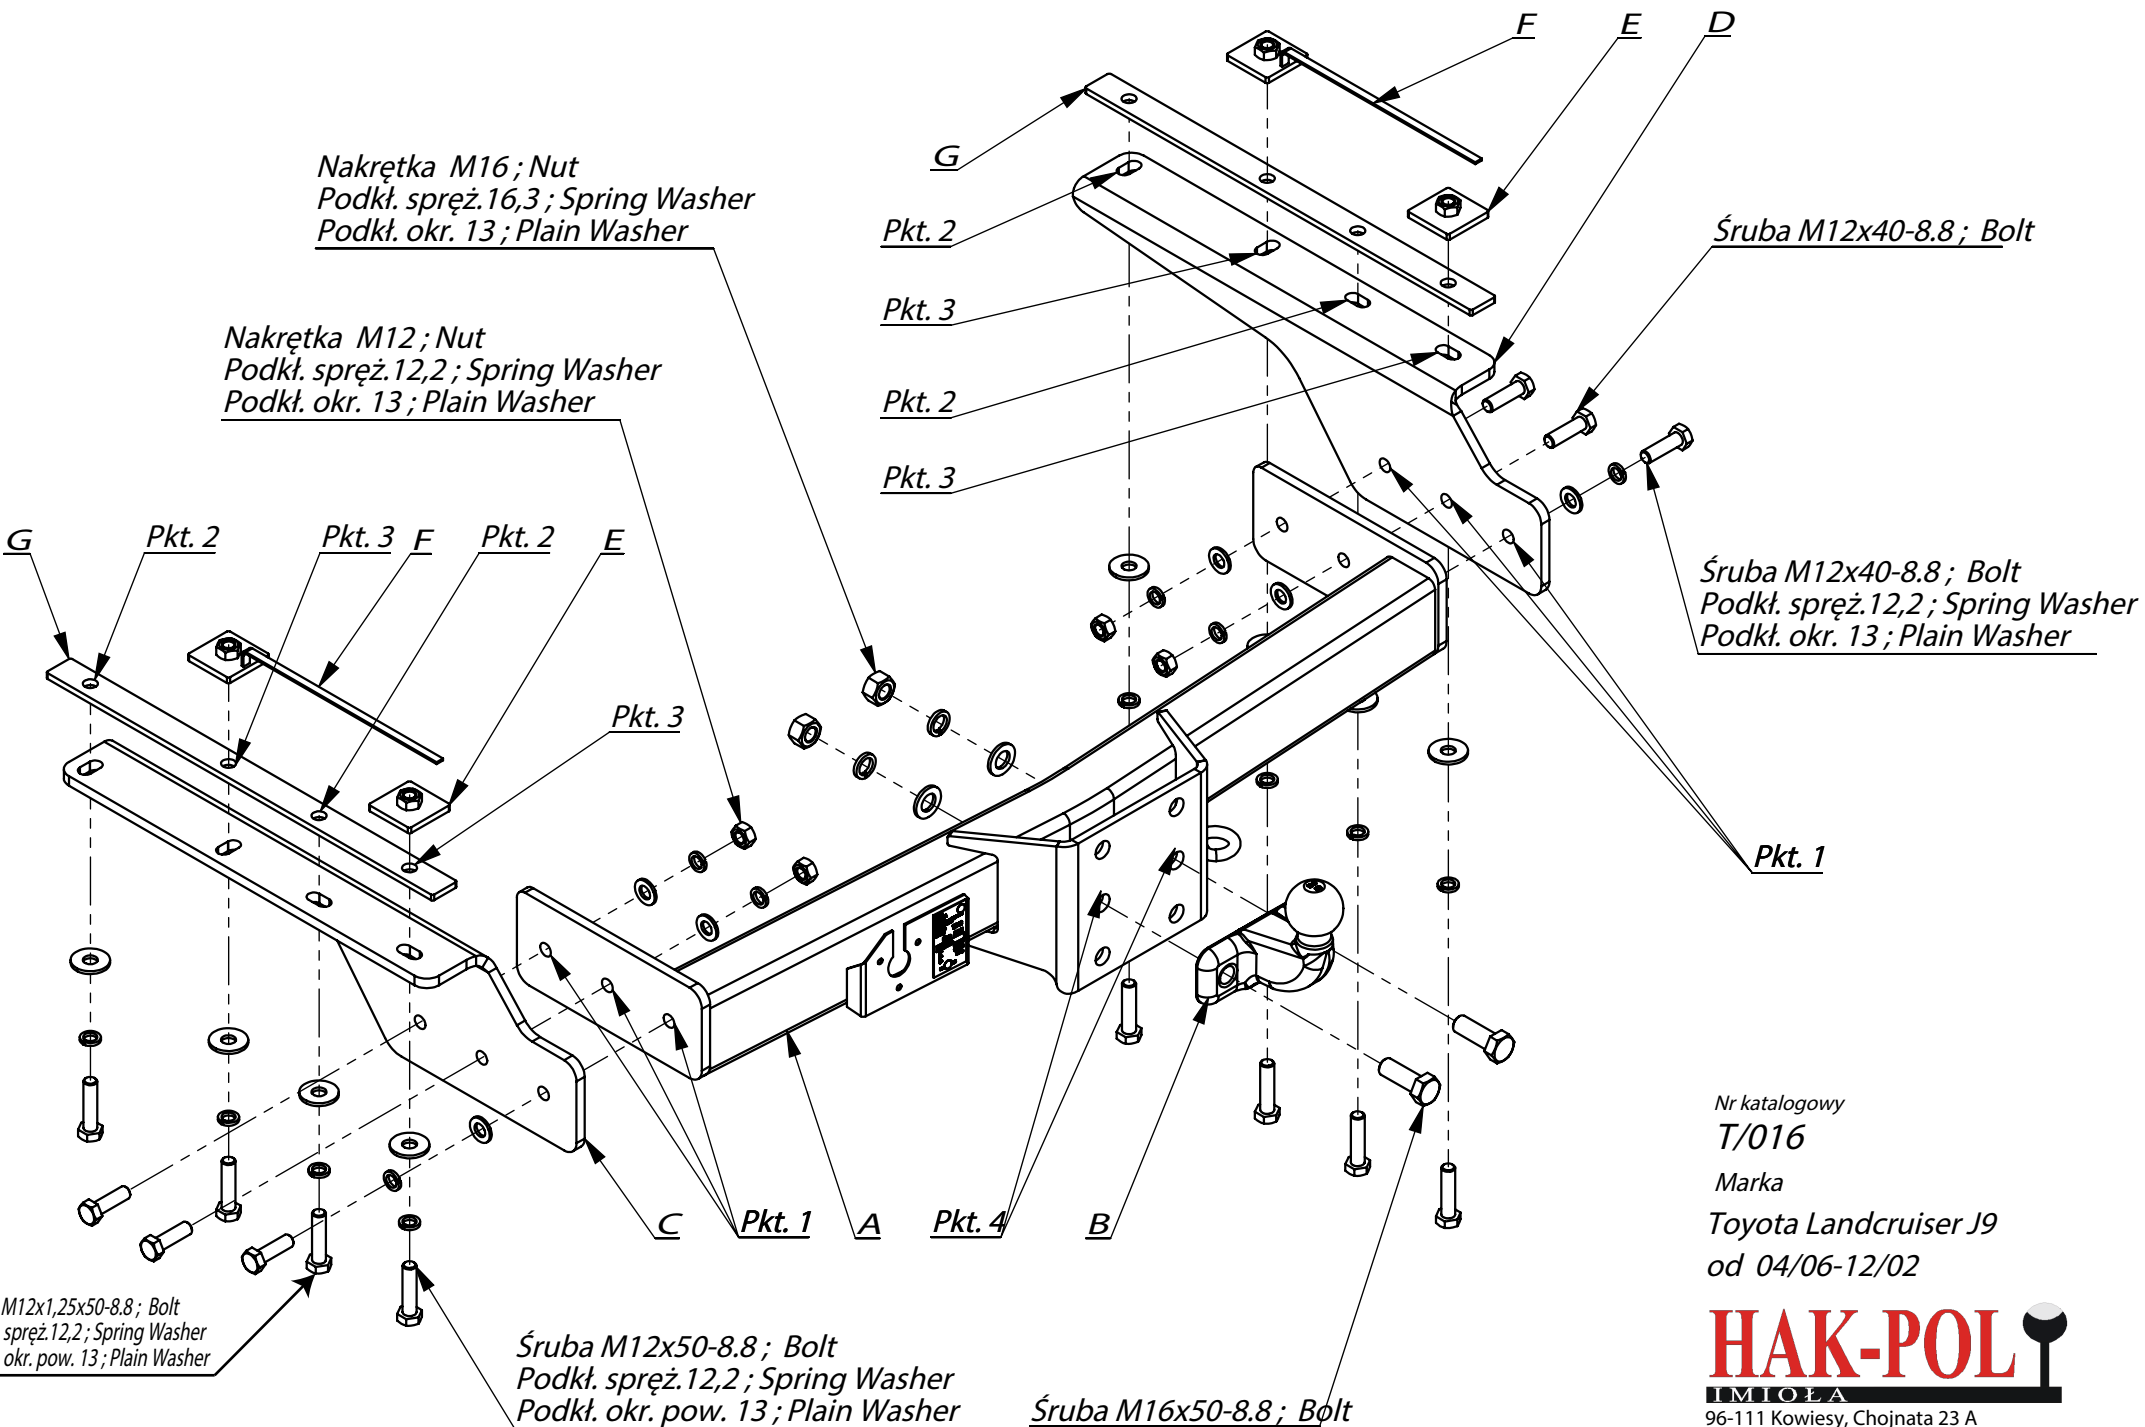 F
E
D
G
Nakrętka M16 ; Nut
Podkł. spręż.16,3 ; Spring Washer
Podkł. okr. 13 ; Plain Washer
Pkt. 2
Śruba M12x40-8.8 ; Bolt
Pkt. 3
Nakrętka M12 ; Nut
Podkł. spręż.12,2 ; Spring Washer
Podkł. okr. 13 ; Plain Washer
Pkt. 2
Pkt. 3
G
Pkt. 2
Pkt. 3
F
Pkt. 2
E
Śruba M12x40-8.8 ; Bolt
Podkł. spręż.12,2 ; Spring Washer
Podkł. okr. 13 ; Plain Washer
Pkt. 3
Pkt. 1
C
Pkt. 1
A
Pkt. 4
B
Nr katalogowy
T/016
Marka
Toyota Landcruiser J9
od 04/06-12/02
M12x1,25x50-8.8 ; Bolt
spręż.12,2 ; Spring Washer
okr. pow. 13 ; Plain Washer
Śruba M12x50-8.8 ; Bolt
Podkł. spręż.12,2 ; Spring Washer
Podkł. okr. pow. 13 ; Plain Washer
Śruba M16x50-8.8 ; Bolt
HAK-POL
IMIOŁA
96-111 Kowiesy, Chojnata 23 A